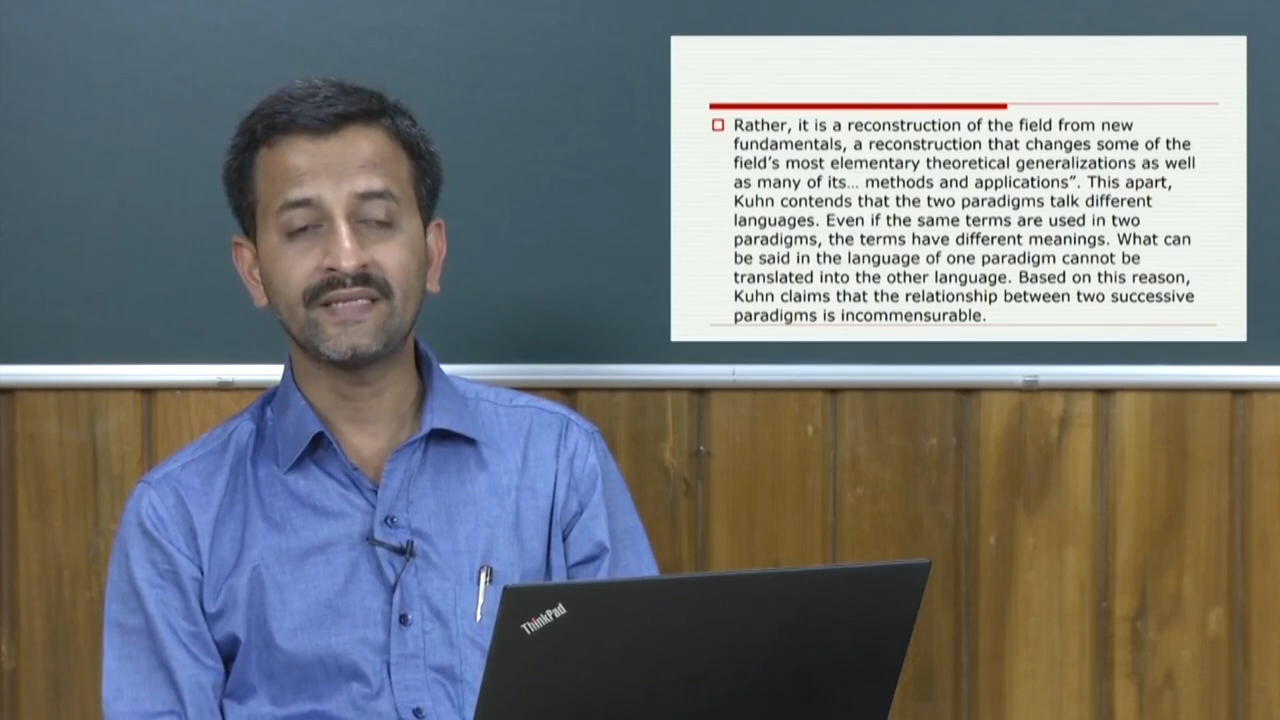 Rather, it is a reconstruction of the field from new
fundamentals, a reconstruction that changes some of the
field’s most elementary theoretical generalizations as well
as many of its… methods and applications”. This apart,
Kuhn contends that the two paradigms talk different
languages. Even if the same terms are used in two
paradigms, the terms have different meanings. What can
be said in the language of one paradigm cannot be
translated into the other language. Based on this reason,
Kuhn claims that the relationship between two successive
paradigms is incommensurable.
ThinkPad